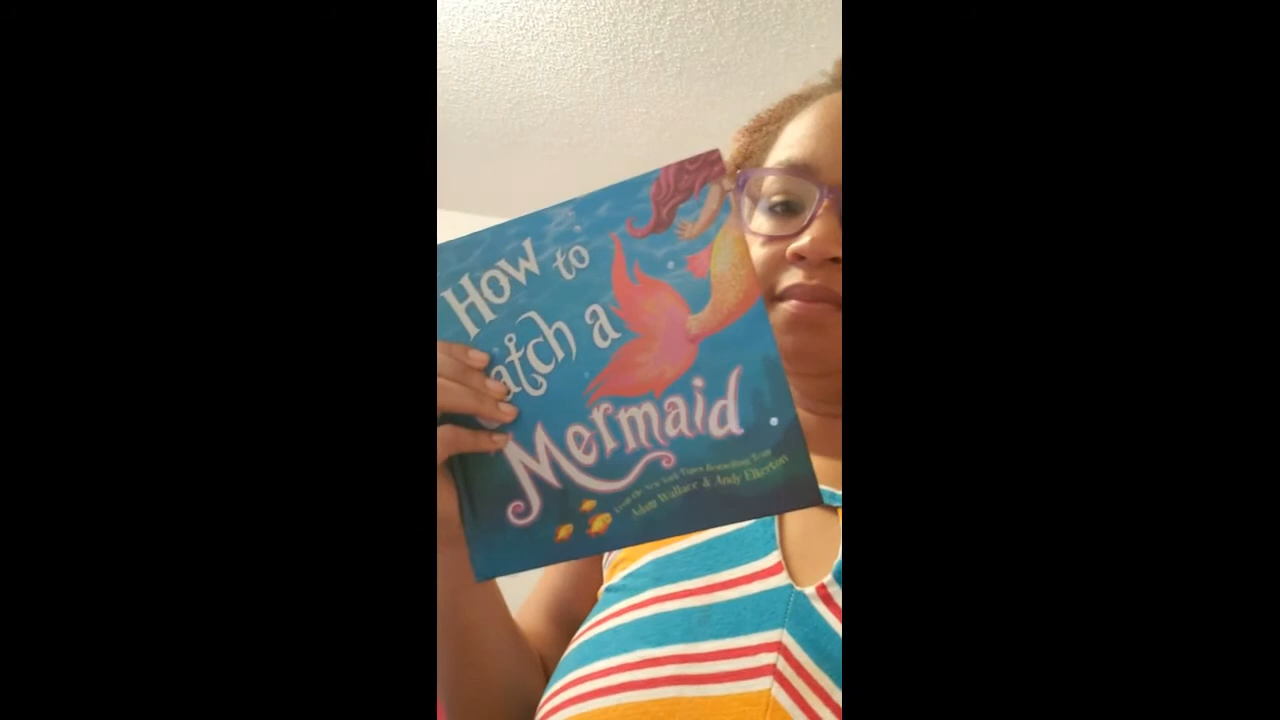 How to
atch a
Mermaid
From the New York Times Bestselling Team
Adam Wallace & Andy Elkerton